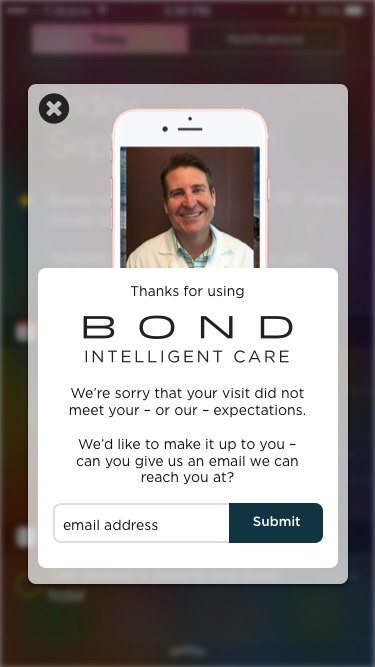 Today
Notifications
Thanks for using
BOND
INTELLIGENT CARE
We’re sorry that your visit did not
meet your – or our – expectations.
We’d like to make it up to you –
can you give us an email we can
reach you at?
email address
Submit